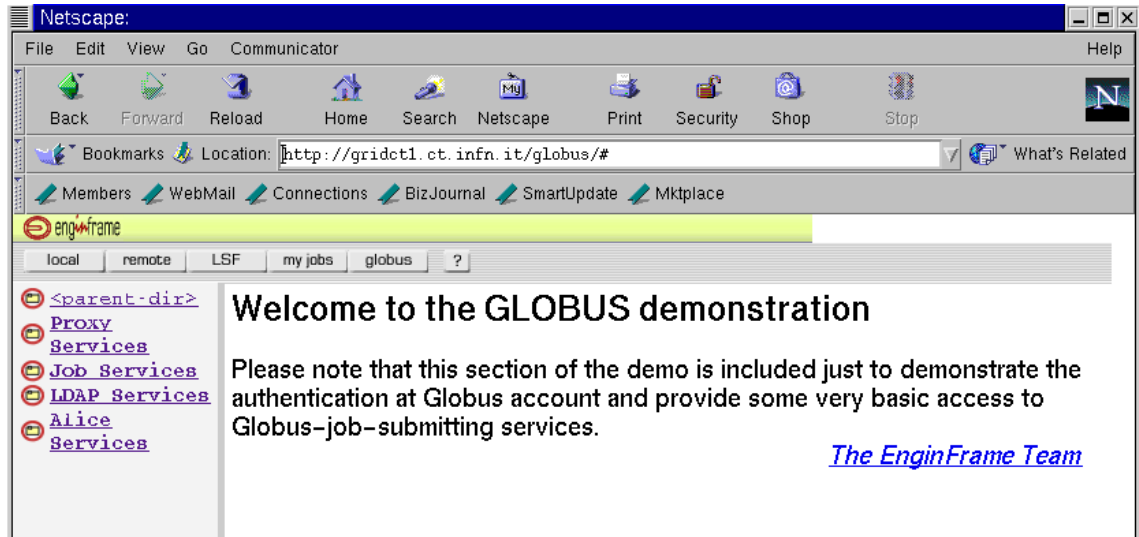 Netscape:
File Edit View Go Communicator Help
Back Forward Reload Home Search Netscape Print Security Shop Stop
My
N
Bookmarks Location: http://gridct1.ct.infn.it/globus/# What's Related
Members WebMail Connections BizJournal SmartUpdate Mktplace
enginframe
local remote LSF my jobs globus ?
<parent-dir>
Proxy
Services
Job Services
LDAP Services
Alice
Services
Welcome to the GLOBUS demonstration
Please note that this section of the demo is included just to demonstrate the
authentication at Globus account and provide some very basic access to
Globus-job-submitting services.
The EnginFrame Team